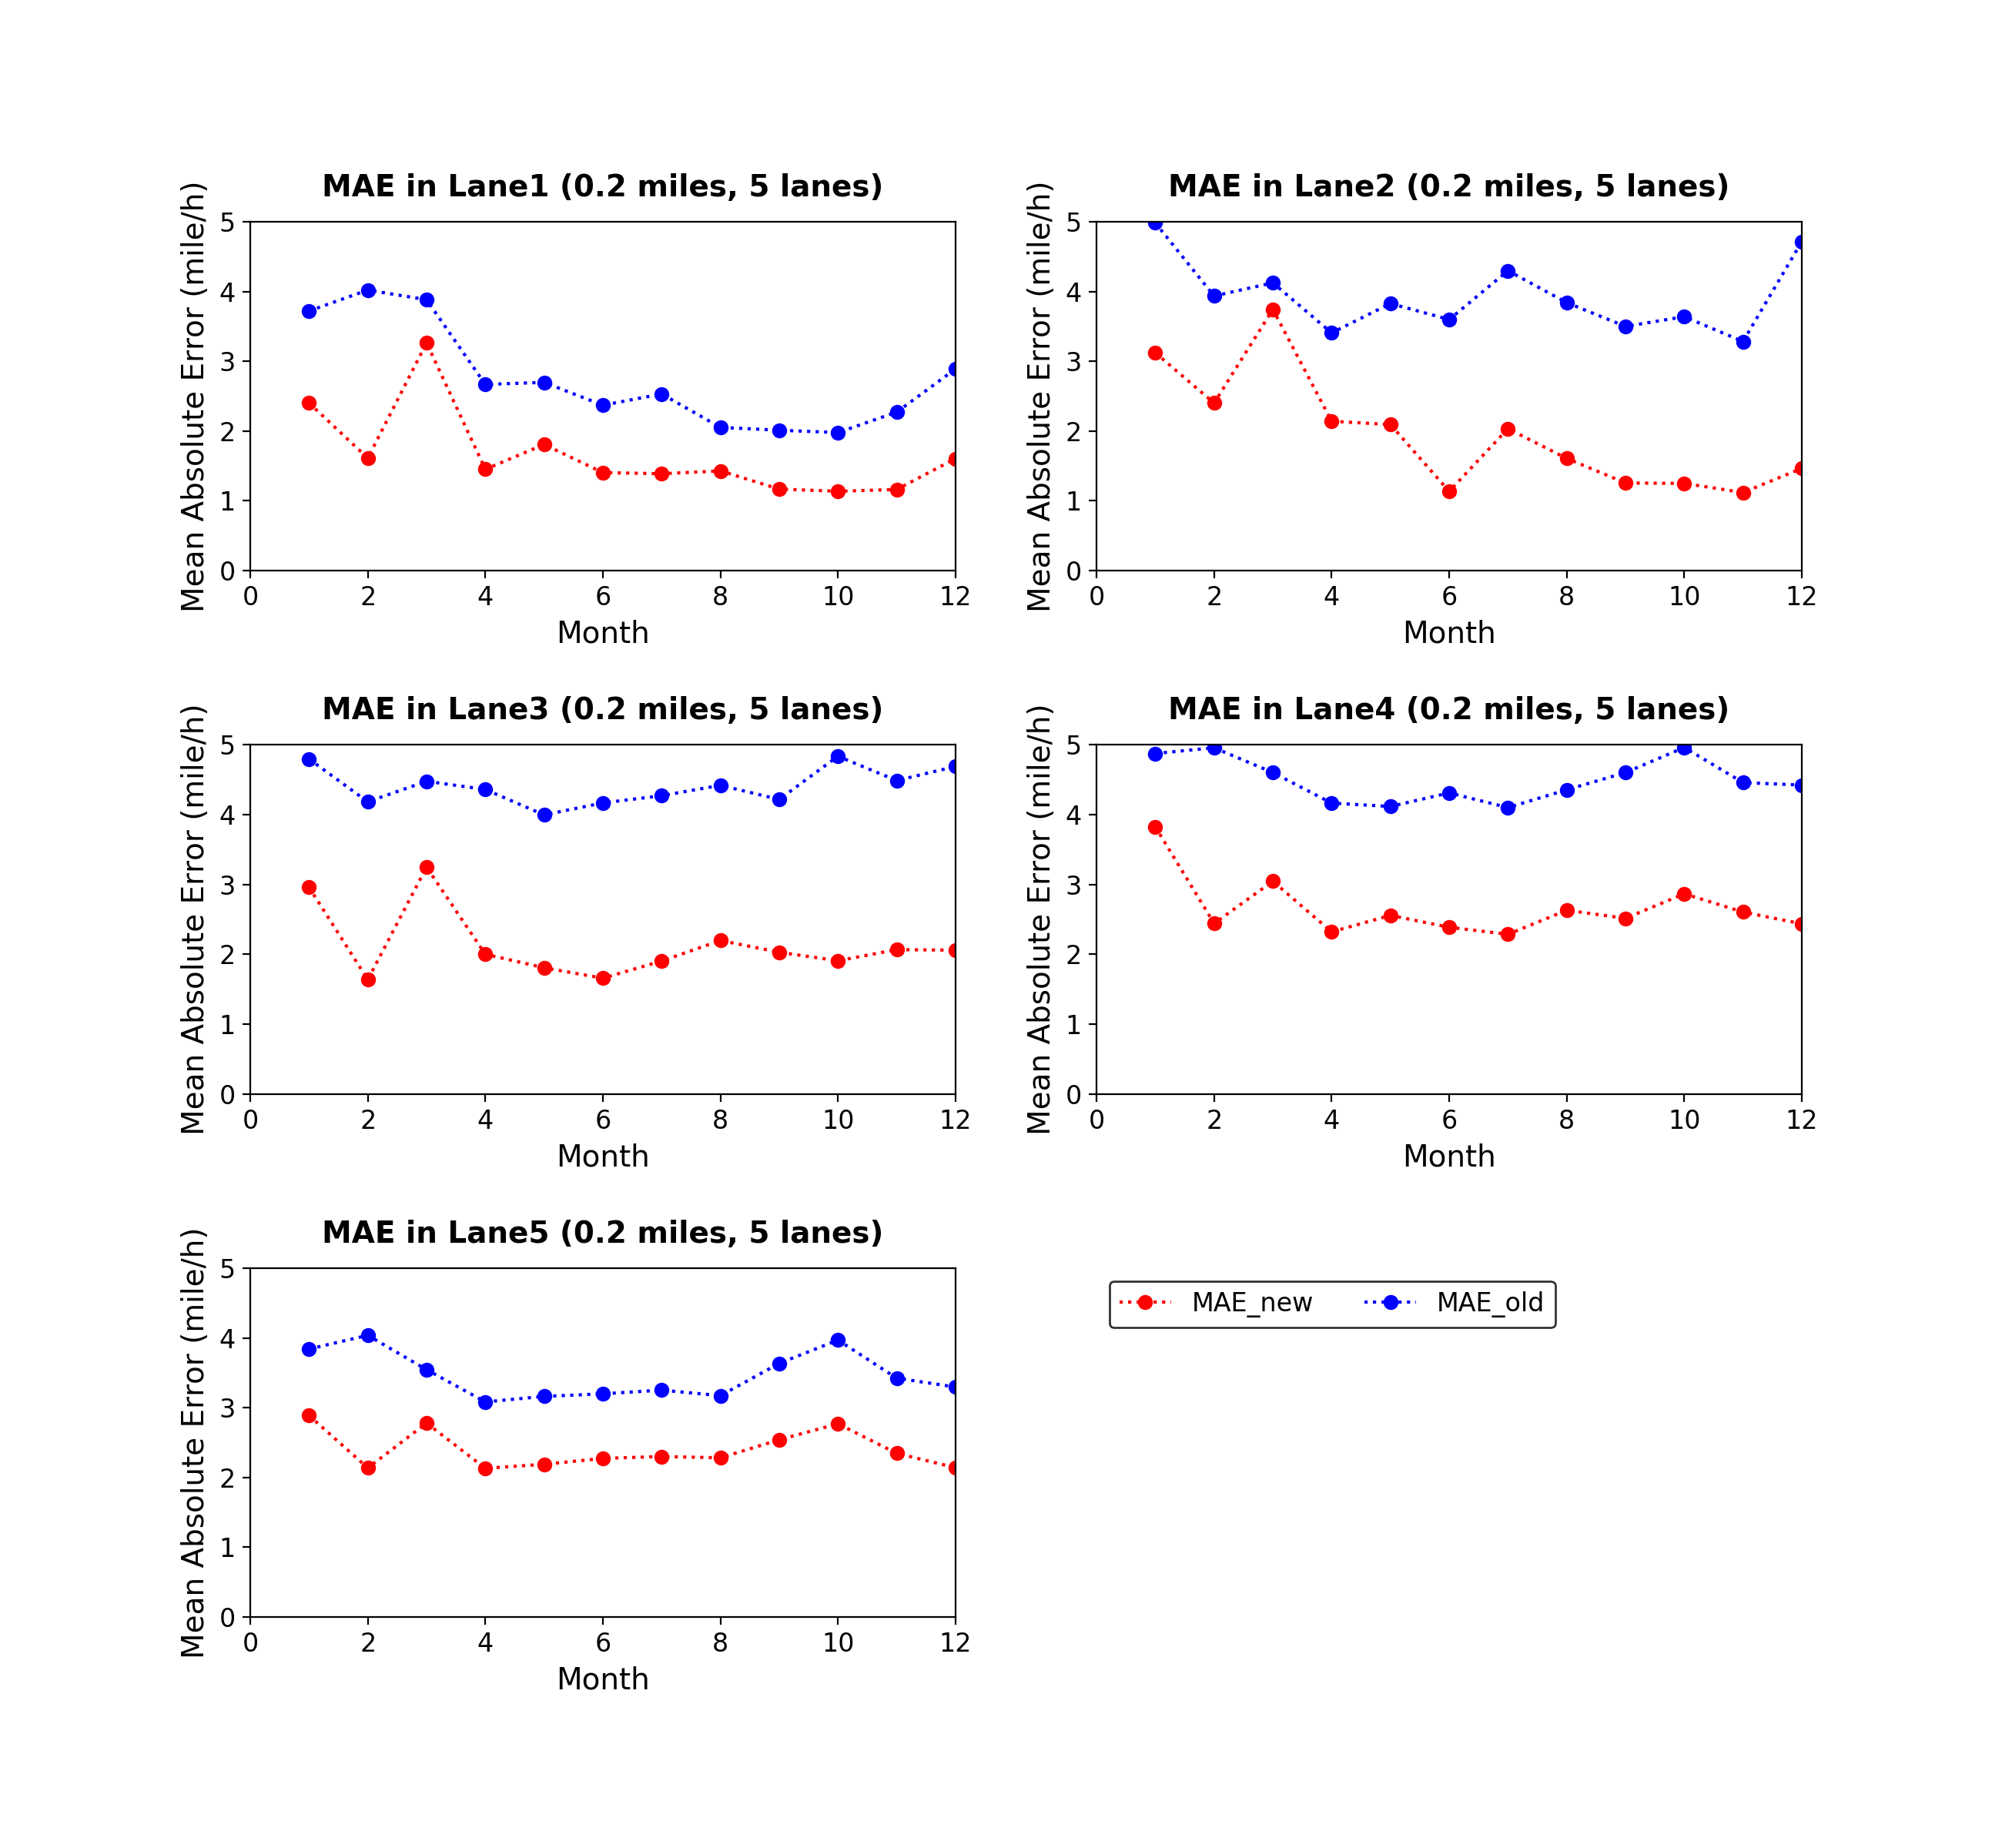 MAE in Lane1 (0.2 miles, 5 lanes)
Mean Absolute Error (mile/h)
5
4
3
2
1
0
0 2 4 6 8 10 12
Month
MAE in Lane2 (0.2 miles, 5 lanes)
Mean Absolute Error (mile/h)
5
4
3
2
1
0
0 2 4 6 8 10 12
Month
MAE in Lane3 (0.2 miles, 5 lanes)
Mean Absolute Error (mile/h)
5
4
3
2
1
0
0 2 4 6 8 10 12
Month
MAE in Lane4 (0.2 miles, 5 lanes)
Mean Absolute Error (mile/h)
5
4
3
2
1
0
0 2 4 6 8 10 12
Month
MAE in Lane5 (0.2 miles, 5 lanes)
Mean Absolute Error (mile/h)
5
4
3
2
1
0
0 2 4 6 8 10 12
Month
MAE_new MAE_old